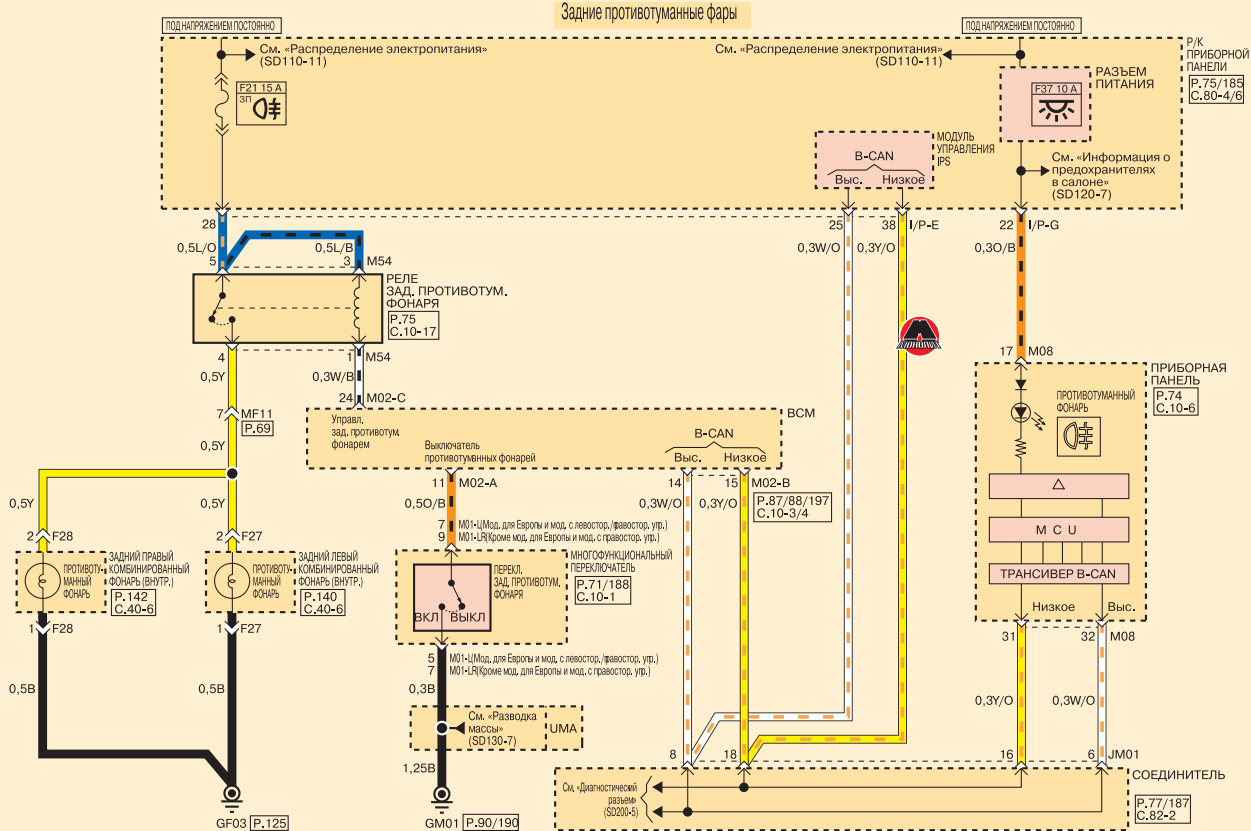 Задние противотуманные фары
ПОД НАПРЯЖЕНИЕМ ПОСТОЯННО
ПОД НАПРЯЖЕНИЕМ ПОСТОЯННО
См. «Распределение электропитания»
(SD110-11)
См. «Распределение электропитания»
(SD110-11)
Р/К
ПРИБОРНОЙ
ПАНЕЛИ
P.75/185
C.80-4/6
F21 15 A
ЗП
F37 10 A
РАЗЪЕМ
ПИТАНИЯ
B-CAN
Выс. Низкое
МОДУЛЬ
УПРАВЛЕНИЯ
IPS
См. «Информация о
предохранителях
в салоне»
(SD120-7)
28
25
38 I/P-E
22 I/P-G
0,5L/O
0,5L/B
0,3W/O
0,3Y/O
0,3O/B
5
3 M54
РЕЛЕ
ЗАД. ПРОТИВОТУМ.
ФОНАРЯ
P.75
C.10-17
4
1 M54
0,5Y
0,3W/B
24 M02-C
7 MF11
P.69
0,5Y
Управл.
зад. противотум.
фонарем
Выключатель
противотумвнных фонарей
B-CAN
Выс. Низкое
BCM
11 M02-A
14
15 M02-B
P.87/88/197
C.10-3/4
0,5O/B
0,3W/O
0,3Y/O
0,5Y
0,5Y
7 M01-L(Мод. для Европы и мод. с левостор./правостор. упр.)
9 M01-LR(Кроме мод. для Европы и мод. с правостор. упр.)
2 F28
2 F27
ПРОТИВОТУ-
МАННЫЙ
ФОНАРЬ
ЗАДНИЙ ПРАВЫЙ
КОМБИНИРОВАННЫЙ
ФОНАРЬ (ВНУТР.)
P.142
C.40-6
ПРОТИВОТУ-
МАННЫЙ
ФОНАРЬ
ЗАДНИЙ ЛЕВЫЙ
КОМБИНИРОВАННЫЙ
ФОНАРЬ (ВНУТР.)
P.140
C.40-6
1 F28
1 F27
ПЕРЕКЛ.
ЗАД. ПРОТИВОТУМ.
ФОНАРЯ
ВКЛ ВЫКЛ
МНОГОФУНКЦИОНАЛЬНЫЙ
ПЕРЕКЛЮЧАТЕЛЬ
P.71/188
C.10-1
5 M01-L(Мод. для Европы и мод. с левостор./правостор. упр.)
7 M01-LR(Кроме мод. для Европы и мод. с правостор. упр.)
0,5B
0,5B
0,3B
См. «Разводка
массы»
(SD130-7)
UMA
1,25B
GF03 P.125
GM01 P.90/190
МОНОЛИТ
17 M08
ПРИБОРНАЯ
ПАНЕЛЬ
P.74
C.10-6
ПРОТИВОТУМАННЫЙ
ФОНАРЬ
M C U
ТРАНСИВЕР B-CAN
Низкое Выс.
31
32 M08
0,3Y/O
0,3W/O
8
18
16
6 JM01
См. «Диагностический
разъем»
(SD200-5)
СОЕДИНИТЕЛЬ
P.77/187
C.82-2